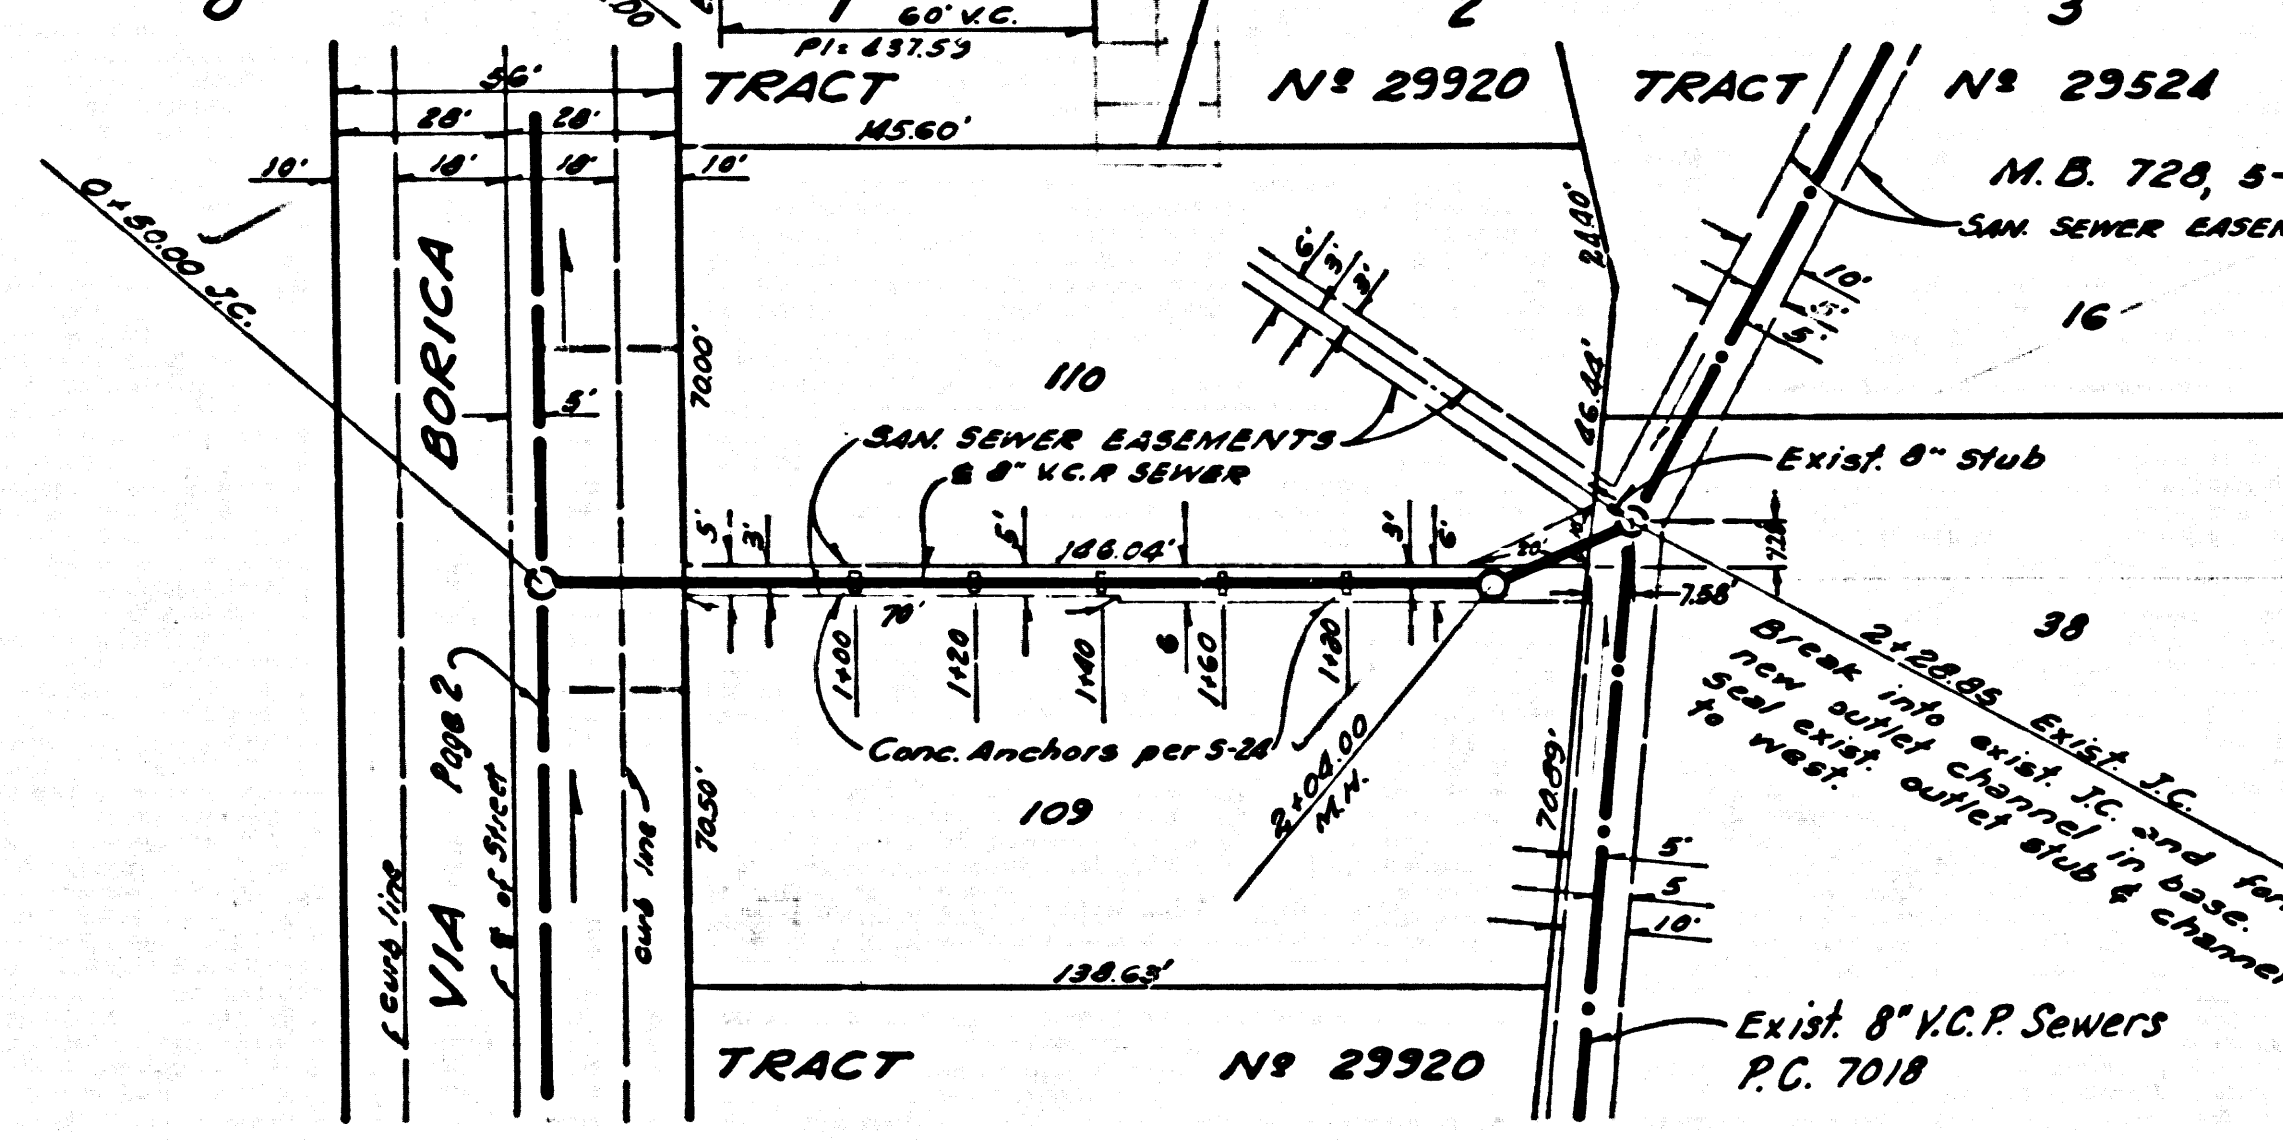 60' V.C.
PI = 437.59
2
3
56'
TRACT
Nº 29920
TRACT
Nº 29524
28'
28'
145.60'
10'
18'
18'
10'
M.B. 728, 5-
SAN. SEWER EASEM
0+50.00 J.C.
24.40'
6'
3'
3'
10'
5'
5'
16
BORICA
70.00'
110
46.44'
5'
SAN. SEWER EASEMENTS
℄ 8" V.C.P. SEWER
Exist. 8" Stub
5'
3'
5'
146.04'
3'
6'
20'
7.28'
70'
7.58'
6
1+00
1+20
1+40
1+60
1+80
38
Page 2
Conc. Anchors per S-24
2+04.00
M.H.
2+28.85 Exist. J.C.
Break into exist. J.C. and for
new outlet channel in base.
Seal exist. outlet stub & channel
to west.
70.50'
109
70.89'
curb line
VIA
℄ of Street
curb line
5'
5
10'
138.63'
TRACT
Nº 29920
Exist. 8" V.C.P. Sewers
P.C. 7018